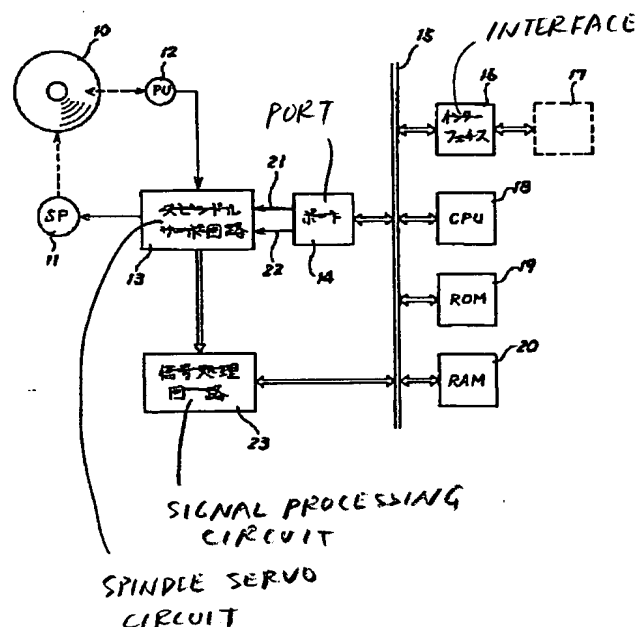 10
12
PU
15
INTERFACE
16
インター
フェイス
17
PORT
21
22
ポート
14
SP
11
スピンドル
サーボ回路
13
18
CPU
19
ROM
20
RAM
信号処理
回路
23
SIGNAL PROCESSING
CIRCUIT
SPINDLE SERVO
CIRCUIT